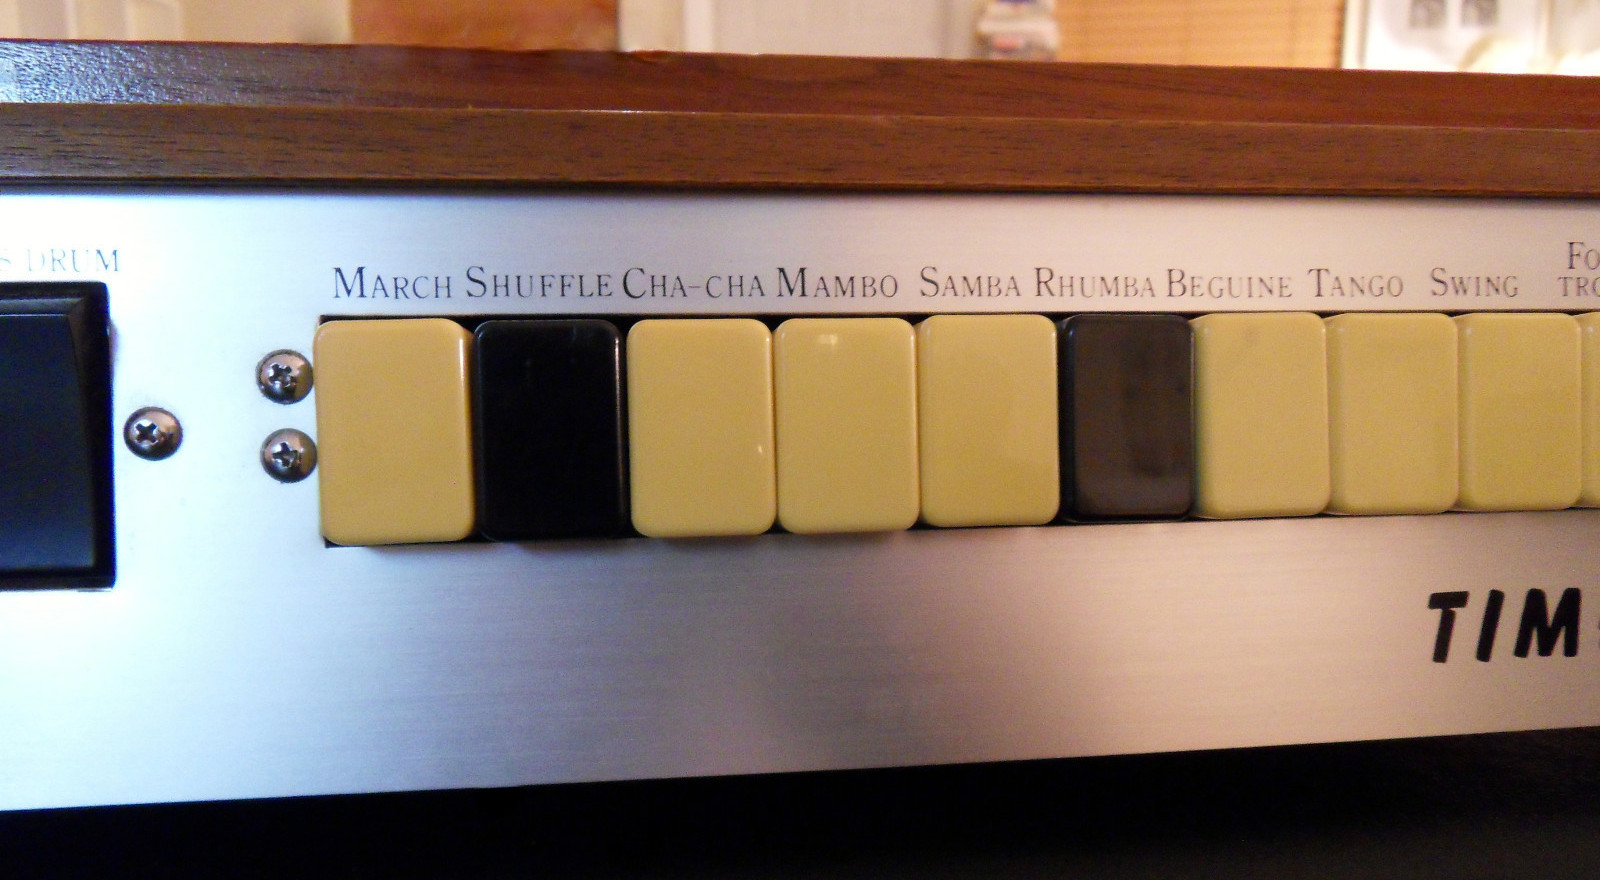 DRUM
MARCH SHUFFLE CHA-CHA MAMBO SAMBA RHUMBA BEGUINE TANGO SWING